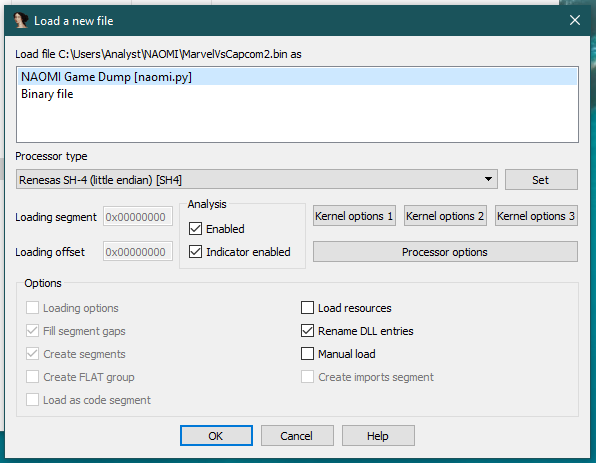 Load a new file
Load file C:\Users\Analyst\NAOMI\MarvelVsCapcom2.bin as
NAOMI Game Dump [naomi.py]
Binary file
Processor type
Renesas SH-4 (little endian) [SH4]
Set
Loading segment
0x00000000
Loading offset
0x00000000
Analysis
Enabled
Indicator enabled
Kernel options 1
Kernel options 2
Kernel options 3
Processor options
Options
Loading options
Fill segment gaps
Create segments
Create FLAT group
Load as code segment
Load resources
Rename DLL entries
Manual load
Create imports segment
OK
Cancel
Help